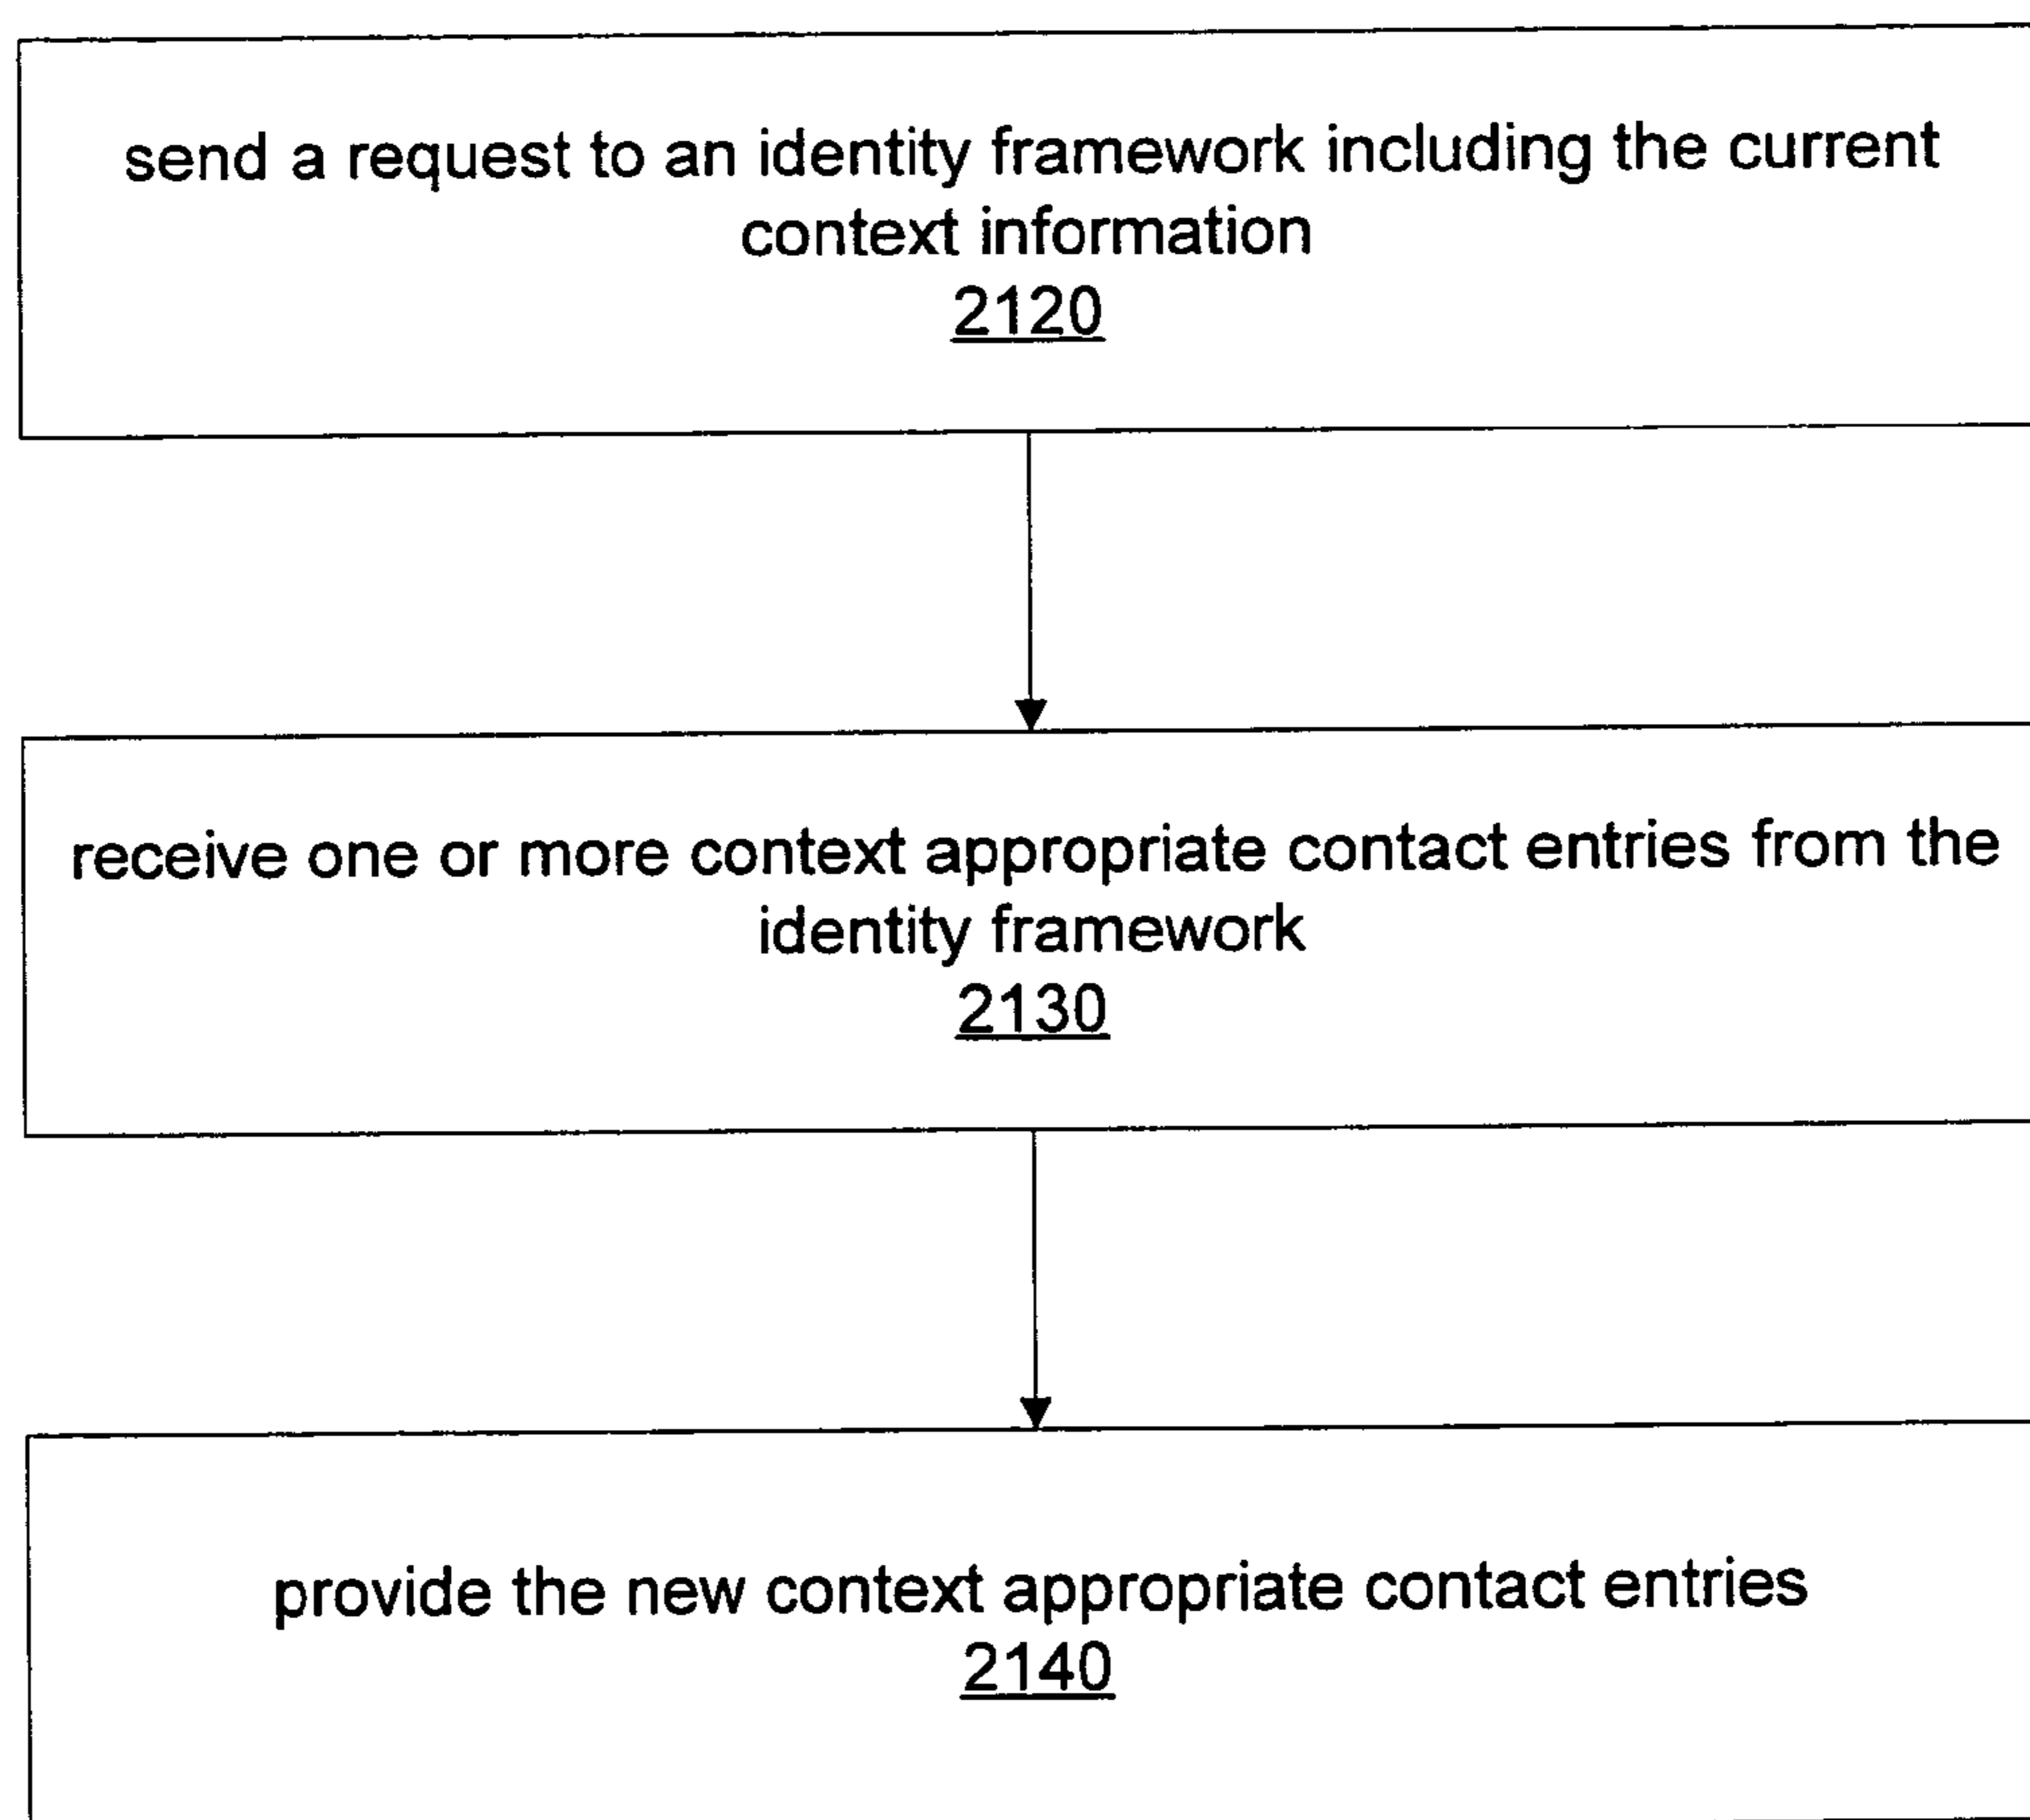 send a request to an identity framework including the current
context information
2120
receive one or more context appropriate contact entries from the
identity framework
2130
provide the new context appropriate contact entries
2140